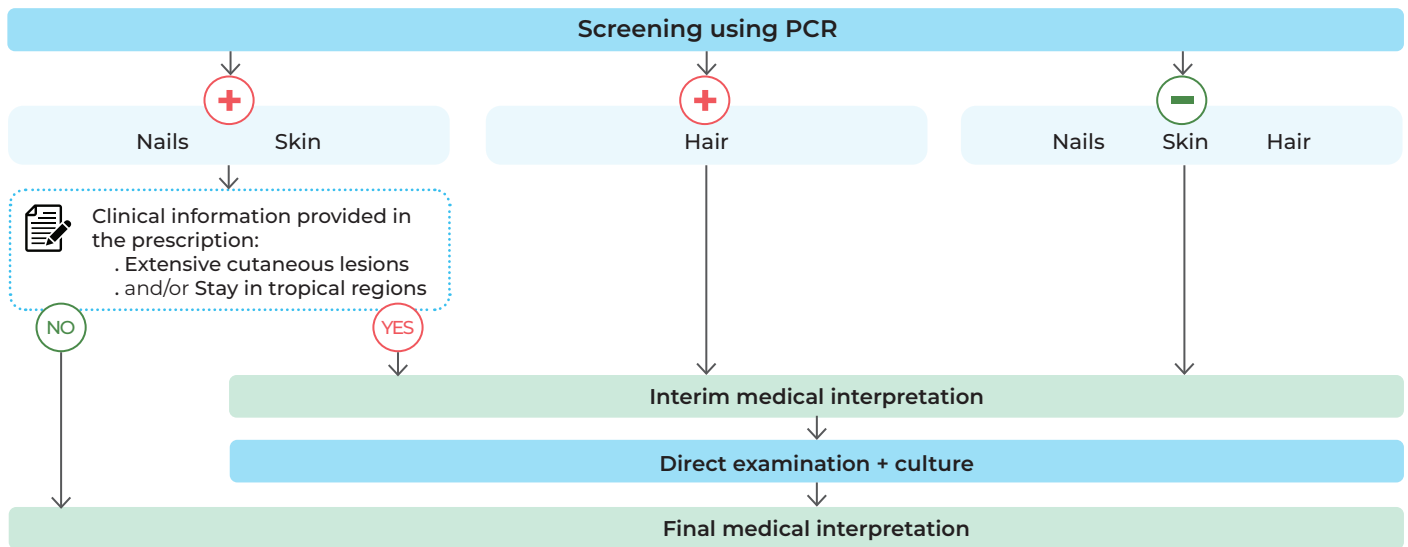 Screening using PCR
Nails Skin
Hair
Nails Skin Hair
Clinical information provided in
the prescription:
. Extensive cutaneous lesions
. and/or Stay in tropical regions
NO
YES
Interim medical interpretation
Direct examination + culture
Final medical interpretation